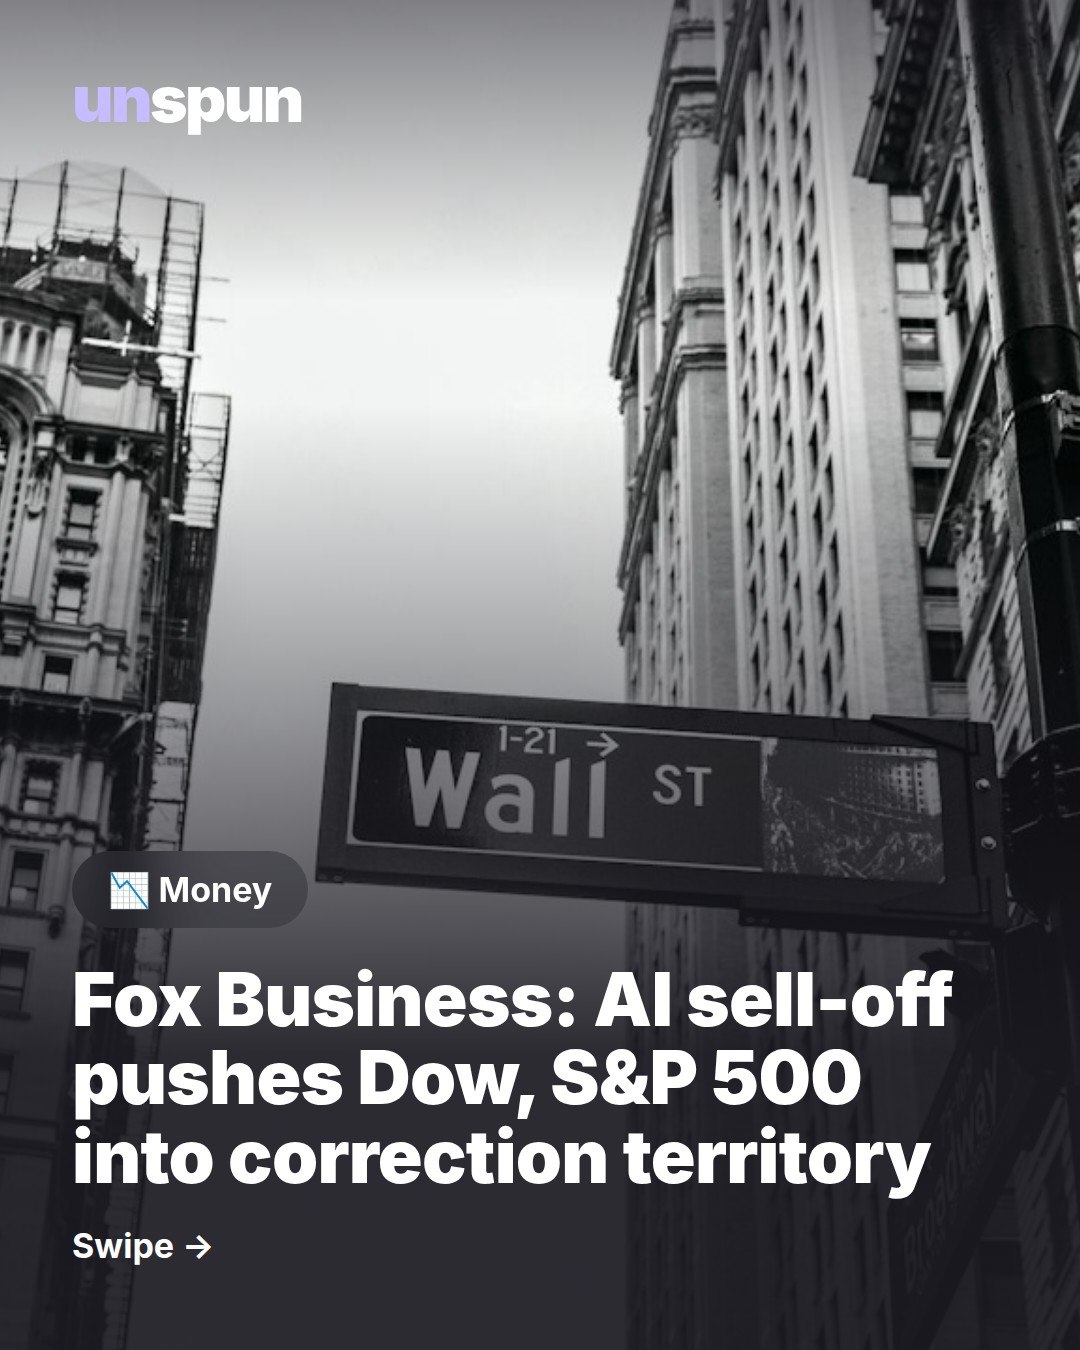 unspun
1-21 →
Wall ST
📉 Money
Fox Business: AI sell-off
pushes Dow, S&P 500
into correction territory
Swipe →